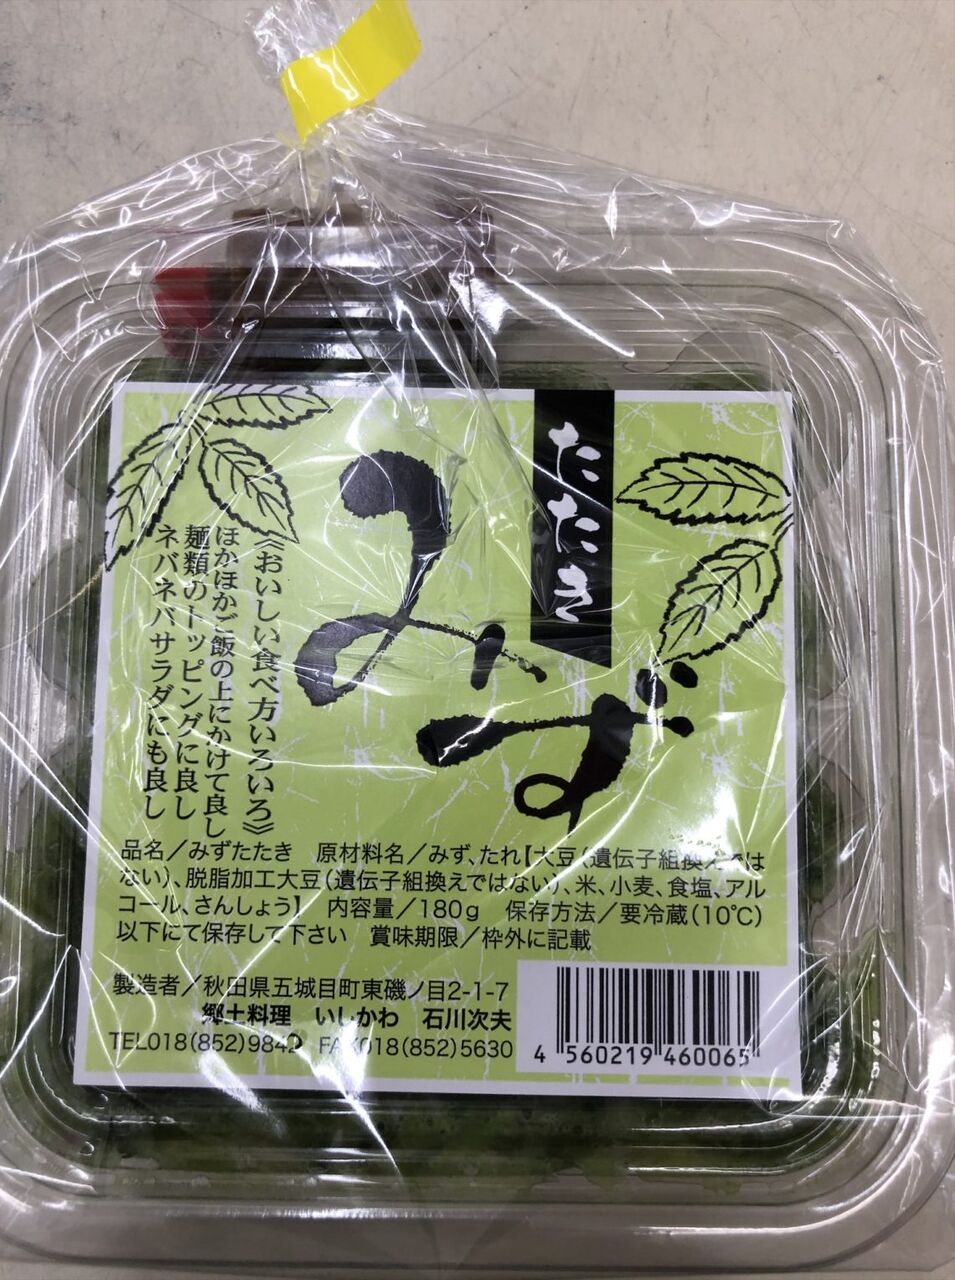 たたき
みず
《おいしい食べ方いろいろ》
ほかほかご飯の上にかけて良し
麺類のトッピングに良し
ネバネバサラダにも良し
品名／みずたたき　原材料名／みず、たれ【大豆（遺伝子組換えでは
ない）、脱脂加工大豆（遺伝子組換えではない）、米、小麦、食塩、アル
コール、さんしょう】　内容量／180g　保存方法／要冷蔵（10℃）
以下にて保存して下さい　賞味期限／枠外に記載
製造者／秋田県五城目町東磯ノ目2-1-7
郷土料理　いしかわ　石川次夫
TEL018(852)9842　FAX018(852)5630
4 560219 460065